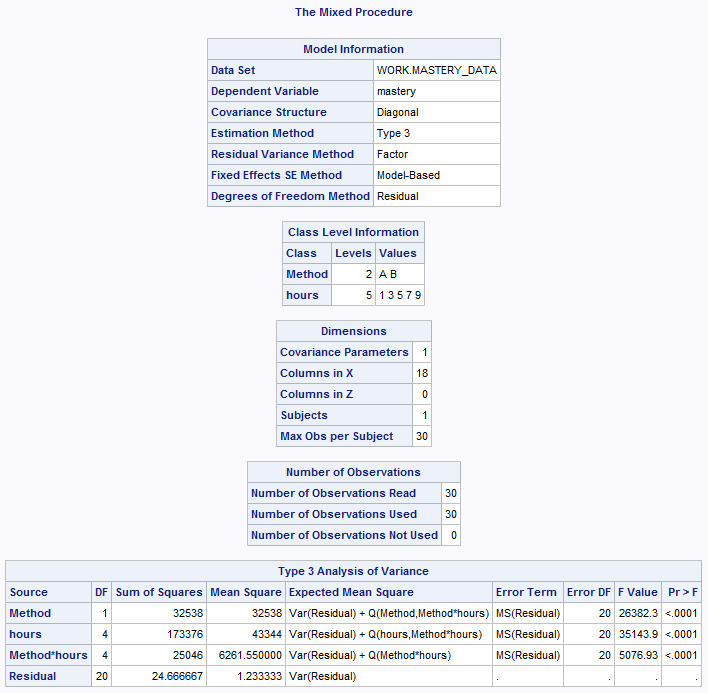 The Mixed Procedure
Model Information
Data Set WORK.MASTERY_DATA
Dependent Variable mastery
Covariance Structure Diagonal
Estimation Method Type 3
Residual Variance Method Factor
Fixed Effects SE Method Model-Based
Degrees of Freedom Method Residual
Class Level Information
Class Levels Values
Method 2 A B
hours 5 1 3 5 7 9
Dimensions
Covariance Parameters 1
Columns in X 18
Columns in Z 0
Subjects 1
Max Obs per Subject 30
Number of Observations
Number of Observations Read 30
Number of Observations Used 30
Number of Observations Not Used 0
Type 3 Analysis of Variance
Source DF Sum of Squares Mean Square Expected Mean Square Error Term Error DF F Value Pr > F
Method 1 32538 32538 Var(Residual) + Q(Method,Method*hours) MS(Residual) 20 26382.3 <.0001
hours 4 173376 43344 Var(Residual) + Q(hours,Method*hours) MS(Residual) 20 35143.9 <.0001
Method*hours 4 25046 6261.550000 Var(Residual) + Q(Method*hours) MS(Residual) 20 5076.93 <.0001
Residual 20 24.666667 1.233333 Var(Residual) . . . .